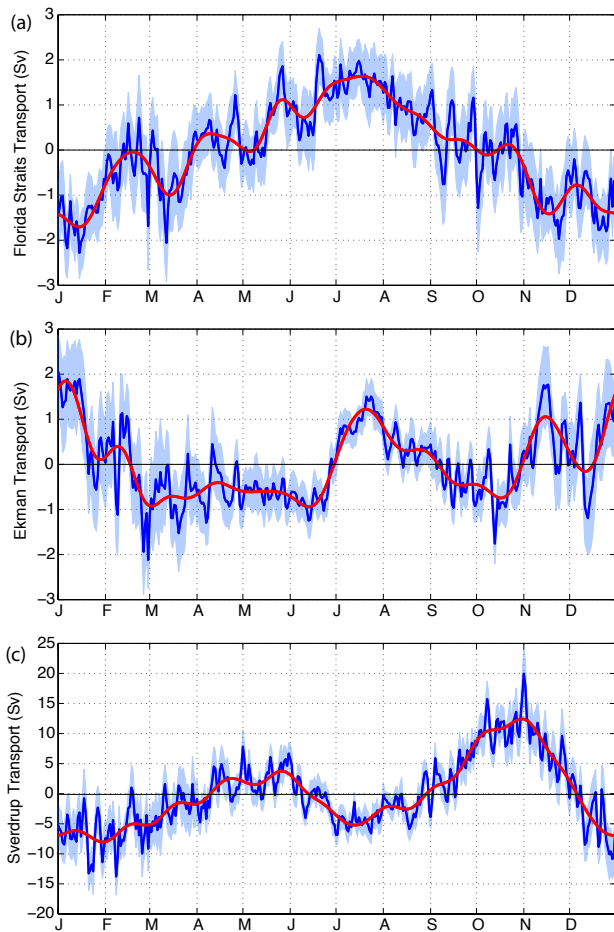 (a)
Florida Straits Transport (Sv)
3
2
1
0
−1
−2
−3
J F M A M J J A S O N D
(b)
Ekman Transport (Sv)
3
2
1
0
−1
−2
−3
J F M A M J J A S O N D
(c)
Sverdrup Transport (Sv)
25
20
15
10
5
0
−5
−10
−15
−20
J F M A M J J A S O N D